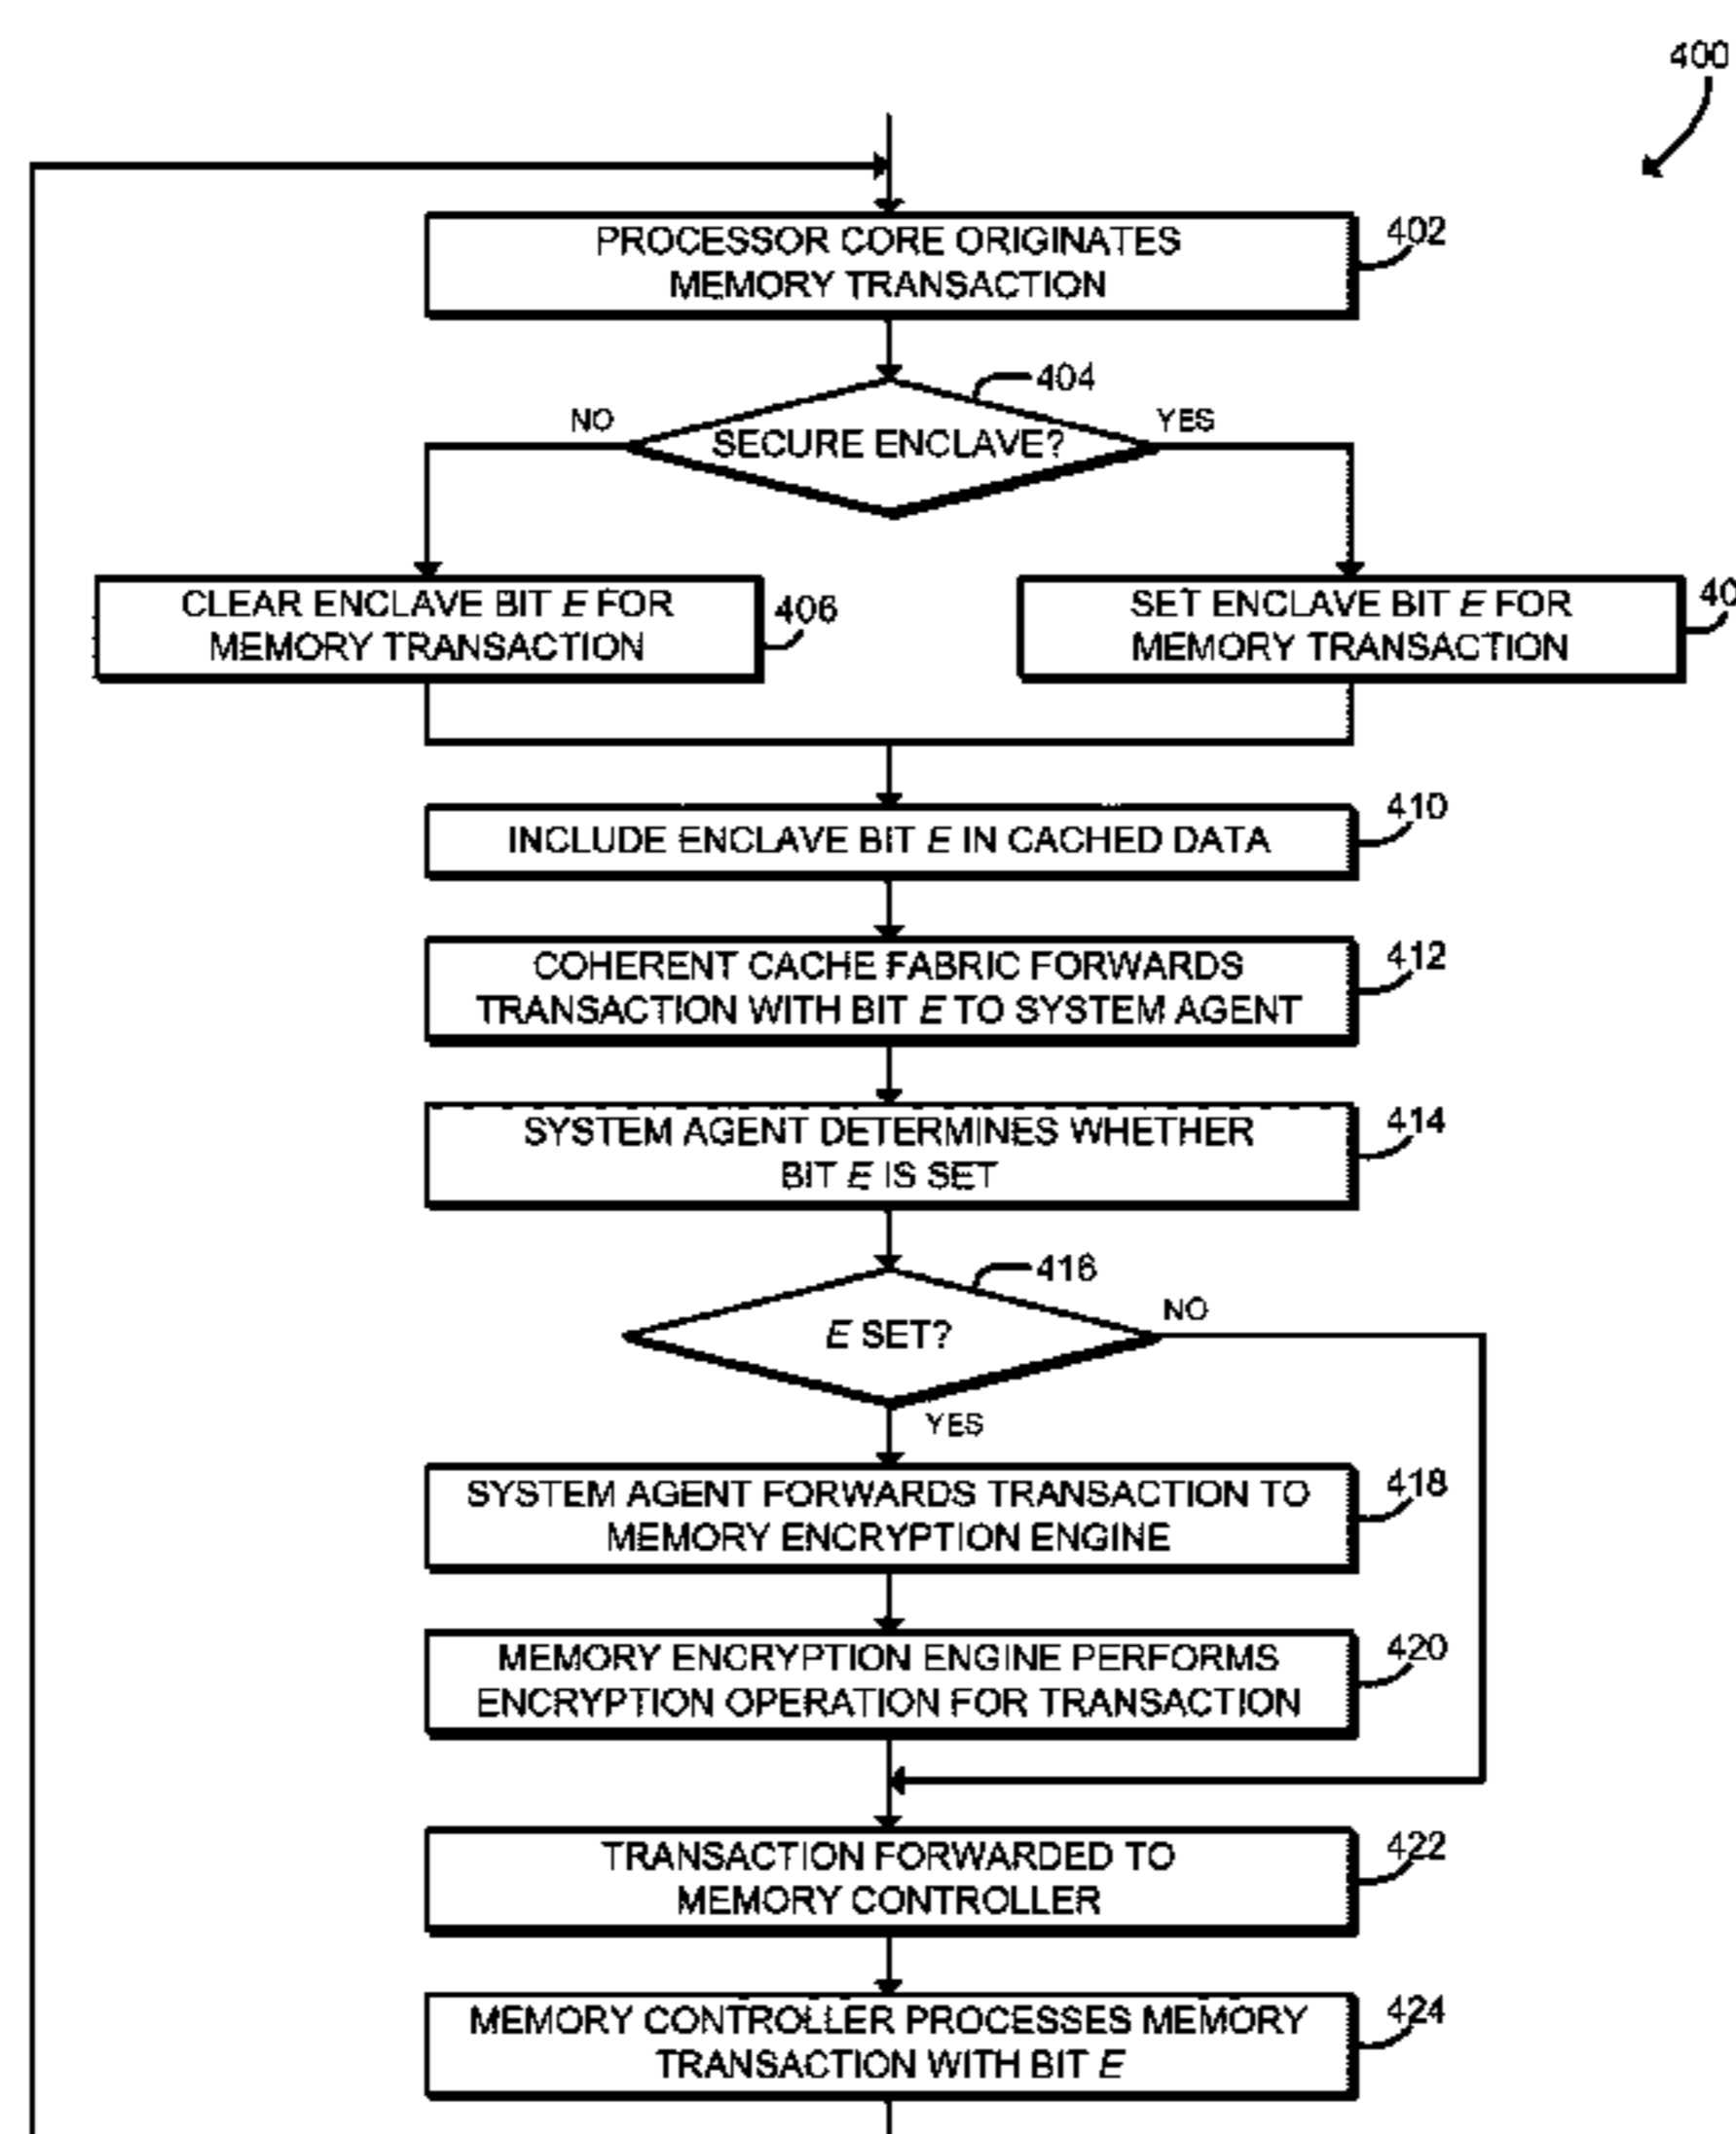 400
PROCESSOR CORE ORIGINATES
MEMORY TRANSACTION
402
404
NO
SECURE ENCLAVE?
YES
CLEAR ENCLAVE BIT E FOR
MEMORY TRANSACTION
406
SET ENCLAVE BIT E FOR
MEMORY TRANSACTION
40
INCLUDE ENCLAVE BIT E IN CACHED DATA
410
COHERENT CACHE FABRIC FORWARDS
TRANSACTION WITH BIT E TO SYSTEM AGENT
412
SYSTEM AGENT DETERMINES WHETHER
BIT E IS SET
414
416
E SET?
NO
YES
SYSTEM AGENT FORWARDS TRANSACTION TO
MEMORY ENCRYPTION ENGINE
418
MEMORY ENCRYPTION ENGINE PERFORMS
ENCRYPTION OPERATION FOR TRANSACTION
420
TRANSACTION FORWARDED TO
MEMORY CONTROLLER
422
MEMORY CONTROLLER PROCESSES MEMORY
TRANSACTION WITH BIT E
424